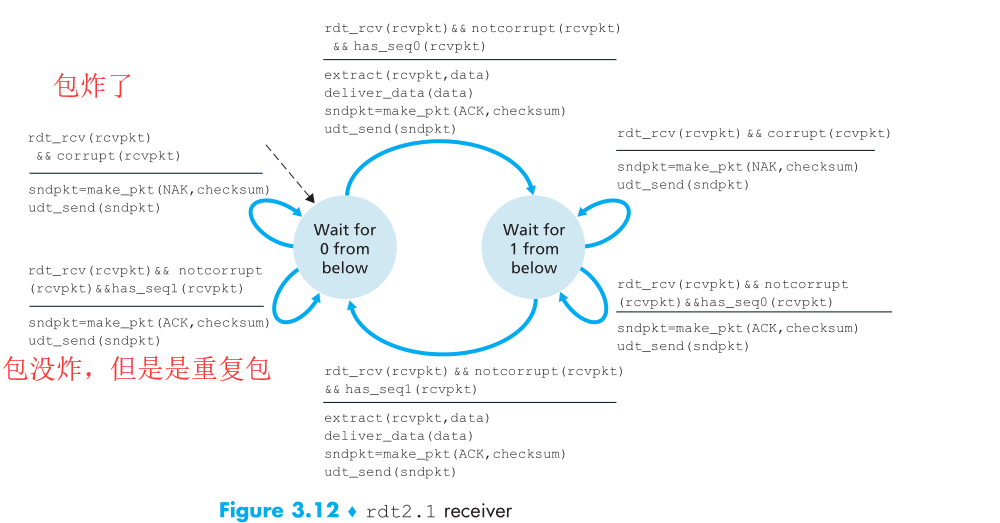 rdt_rcv(rcvpkt)&& notcorrupt(rcvpkt)
&& has_seq0(rcvpkt)
extract(rcvpkt,data)
deliver_data(data)
sndpkt=make_pkt(ACK,checksum)
udt_send(sndpkt)
包炸了
rdt_rcv(rcvpkt)
&& corrupt(rcvpkt)
sndpkt=make_pkt(NAK,checksum)
udt_send(sndpkt)
rdt_rcv(rcvpkt) && corrupt(rcvpkt)
sndpkt=make_pkt(NAK,checksum)
udt_send(sndpkt)
Wait for
0 from
below
Wait for
1 from
below
rdt_rcv(rcvpkt)&& notcorrupt
(rcvpkt)&&has_seq1(rcvpkt)
sndpkt=make_pkt(ACK,checksum)
udt_send(sndpkt)
包没炸，但是是重复包
rdt_rcv(rcvpkt)&& notcorrupt
(rcvpkt)&&has_seq0(rcvpkt)
sndpkt=make_pkt(ACK,checksum)
udt_send(sndpkt)
rdt_rcv(rcvpkt) && notcorrupt(rcvpkt)
&& has_seq1(rcvpkt)
extract(rcvpkt,data)
deliver_data(data)
sndpkt=make_pkt(ACK,checksum)
udt_send(sndpkt)
Figure 3.12 ♦ rdt2.1 receiver